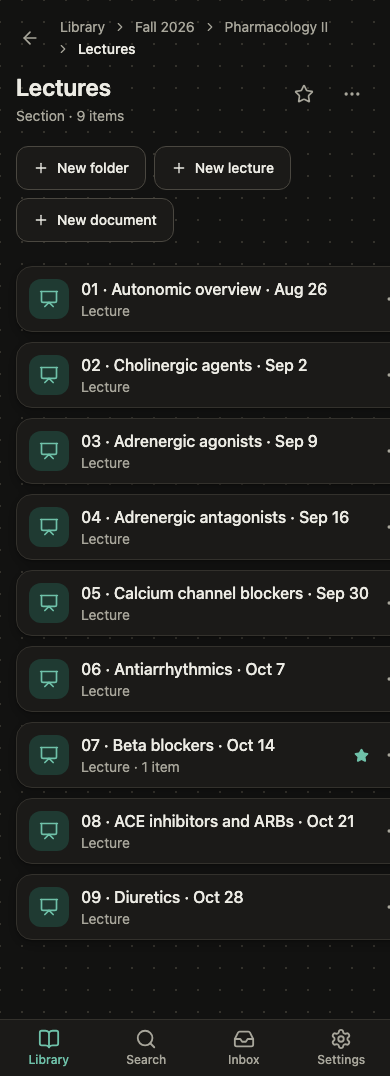 Library > Fall 2026 > Pharmacology II
> Lectures
Lectures
Section · 9 items
+ New folder
+ New lecture
+ New document
01 · Autonomic overview · Aug 26
Lecture
02 · Cholinergic agents · Sep 2
Lecture
03 · Adrenergic agonists · Sep 9
Lecture
04 · Adrenergic antagonists · Sep 16
Lecture
05 · Calcium channel blockers · Sep 30
Lecture
06 · Antiarrhythmics · Oct 7
Lecture
07 · Beta blockers · Oct 14
Lecture · 1 item
08 · ACE inhibitors and ARBs · Oct 21
Lecture
09 · Diuretics · Oct 28
Lecture
Library
Search
Inbox
Settings